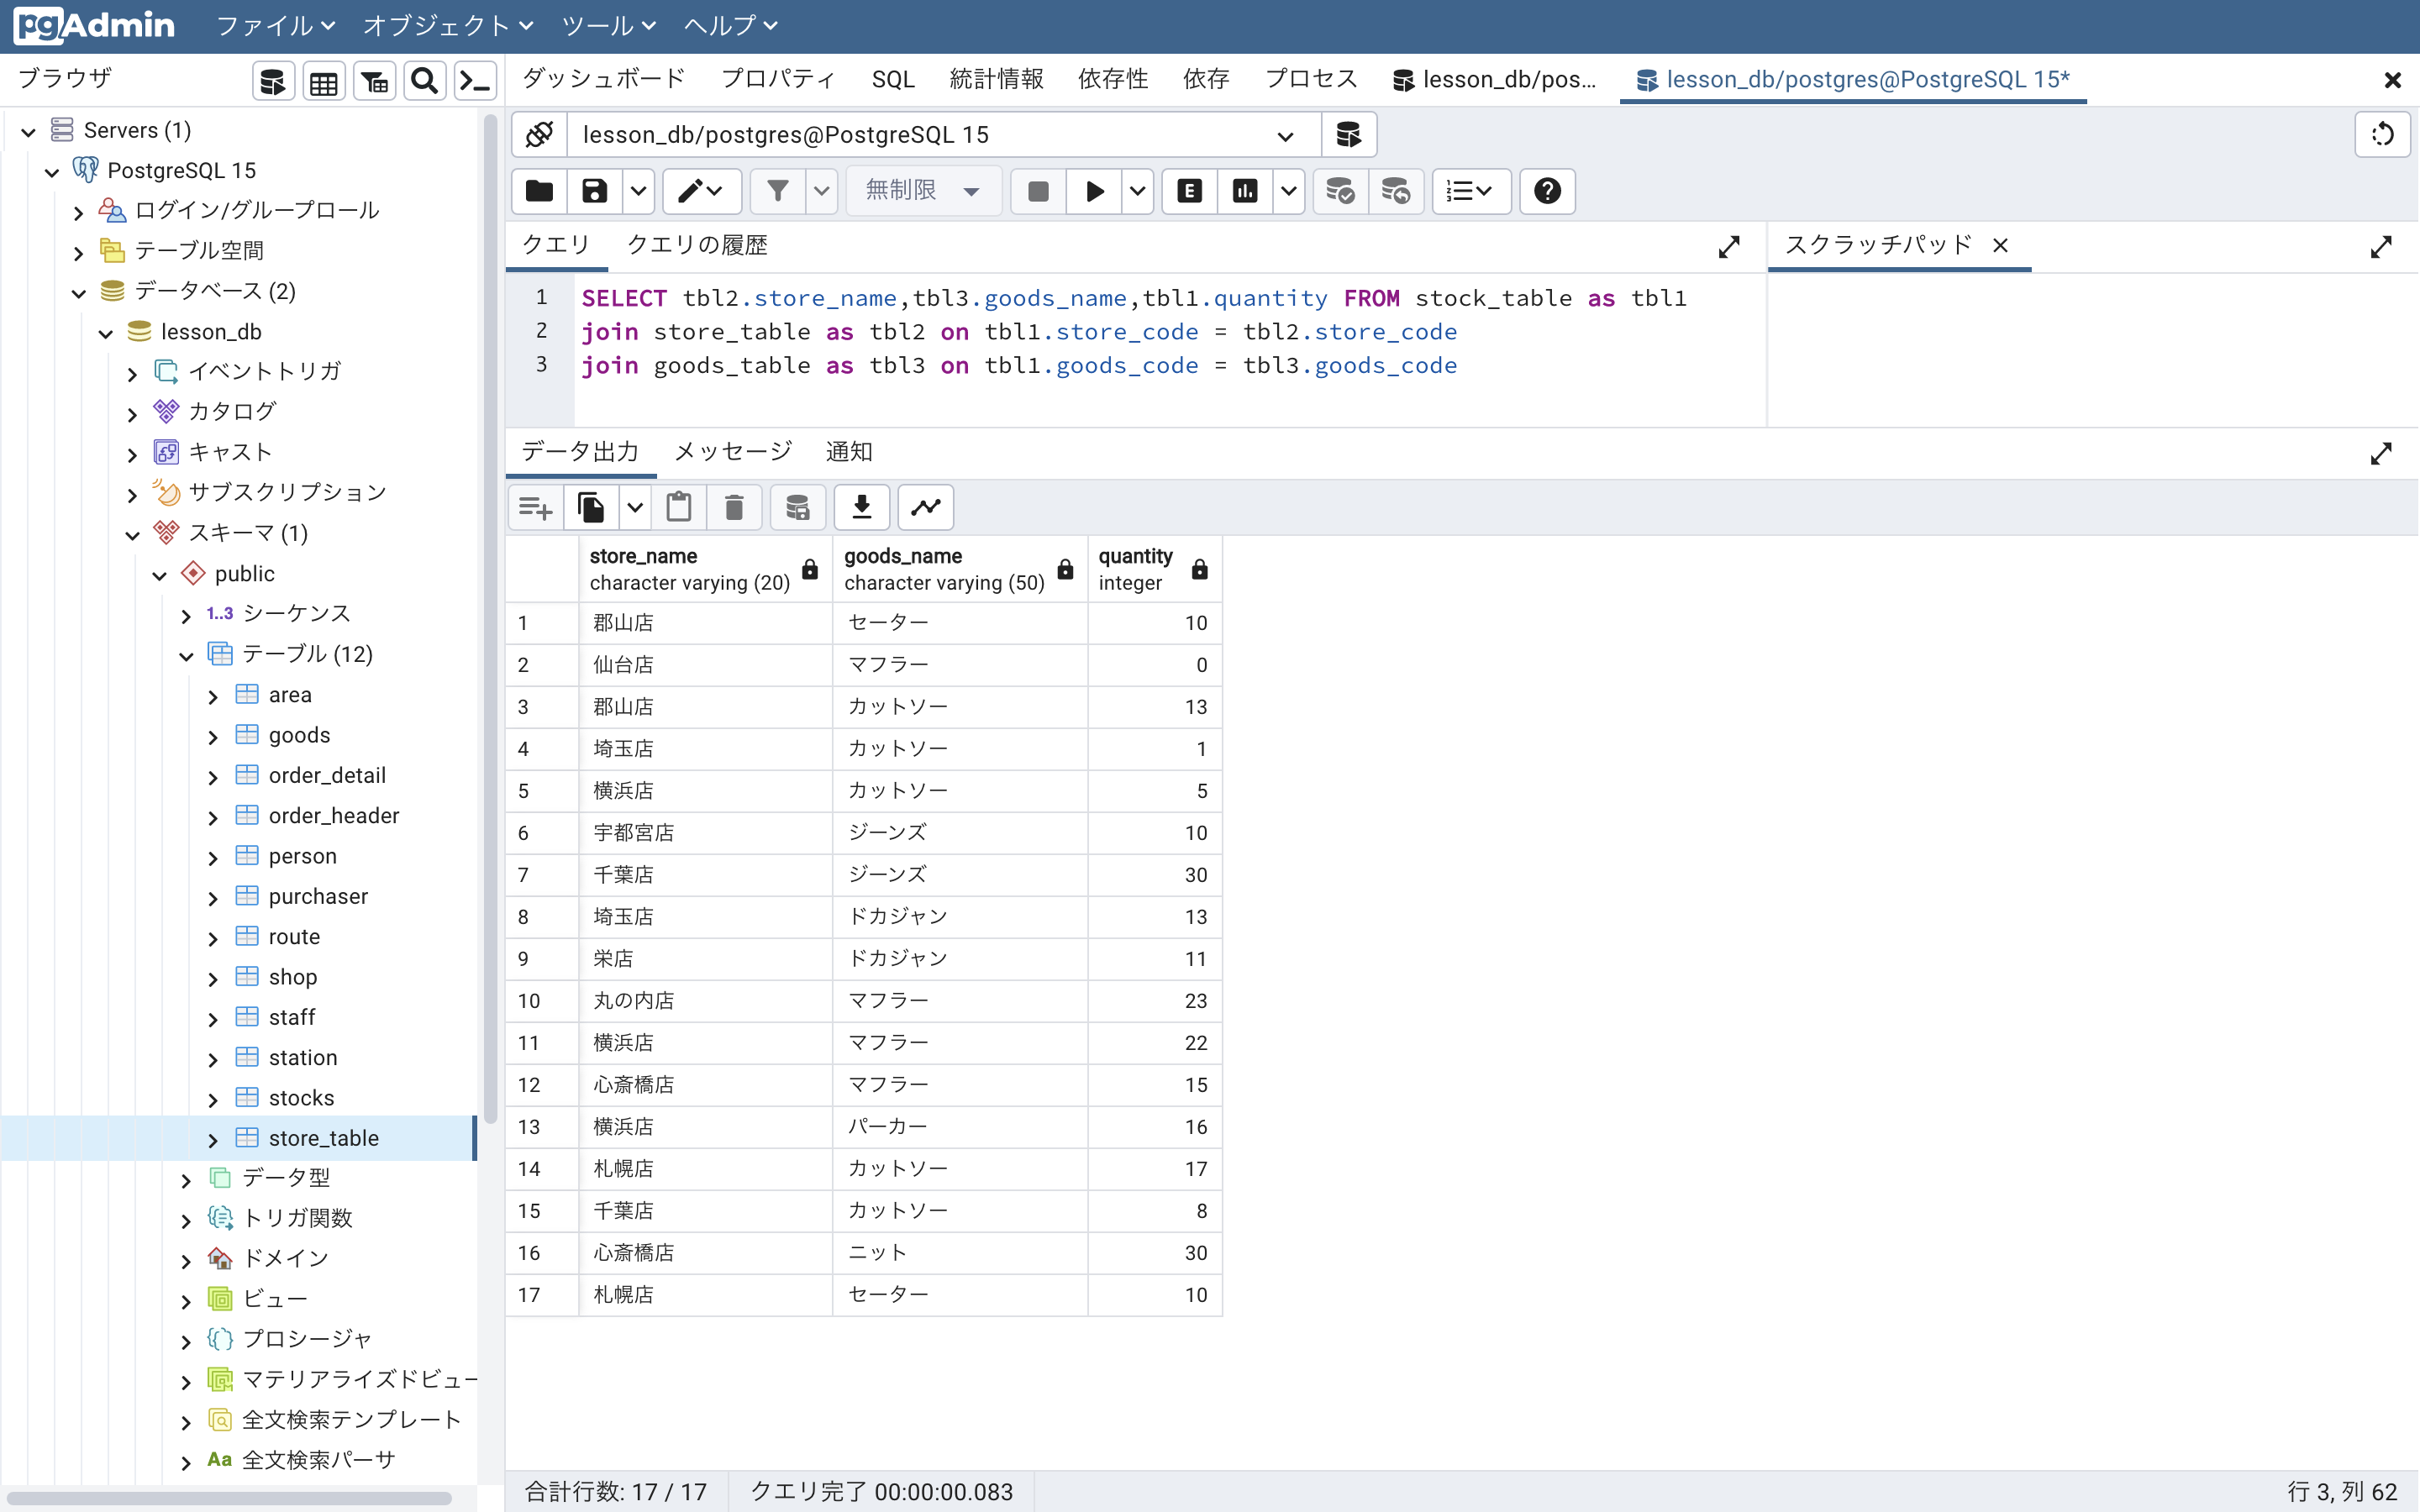 pgAdmin ファイル オブジェクト ツール ヘルプ
ブラウザ
ダッシュボード プロパティ SQL 統計情報 依存性 依存 プロセス lesson_db/pos... lesson_db/postgres@PostgreSQL 15*
Servers (1)
PostgreSQL 15
ログイン/グループロール
テーブル空間
データベース (2)
lesson_db
イベントトリガ
カタログ
キャスト
サブスクリプション
スキーマ (1)
public
1..3 シーケンス
テーブル (12)
area
goods
order_detail
order_header
person
purchaser
route
shop
staff
station
stocks
store_table
データ型
トリガ関数
ドメイン
ビュー
プロシージャ
マテリアライズドビュー
全文検索テンプレート
Aa 全文検索パーサ
lesson_db/postgres@PostgreSQL 15
無制限
E
クエリ クエリの履歴
スクラッチパッド
1 SELECT tbl2.store_name,tbl3.goods_name,tbl1.quantity FROM stock_table as tbl1
2 join store_table as tbl2 on tbl1.store_code = tbl2.store_code
3 join goods_table as tbl3 on tbl1.goods_code = tbl3.goods_code
データ出力 メッセージ 通知
store_name goods_name quantity
character varying (20) character varying (50) integer
1 郡山店 セーター 10
2 仙台店 マフラー 0
3 郡山店 カットソー 13
4 埼玉店 カットソー 1
5 横浜店 カットソー 5
6 宇都宮店 ジーンズ 10
7 千葉店 ジーンズ 30
8 埼玉店 ドカジャン 13
9 栄店 ドカジャン 11
10 丸の内店 マフラー 23
11 横浜店 マフラー 22
12 心斎橋店 マフラー 15
13 横浜店 パーカー 16
14 札幌店 カットソー 17
15 千葉店 カットソー 8
16 心斎橋店 ニット 30
17 札幌店 セーター 10
合計行数: 17 / 17 クエリ完了 00:00:00.083
行 3, 列 62